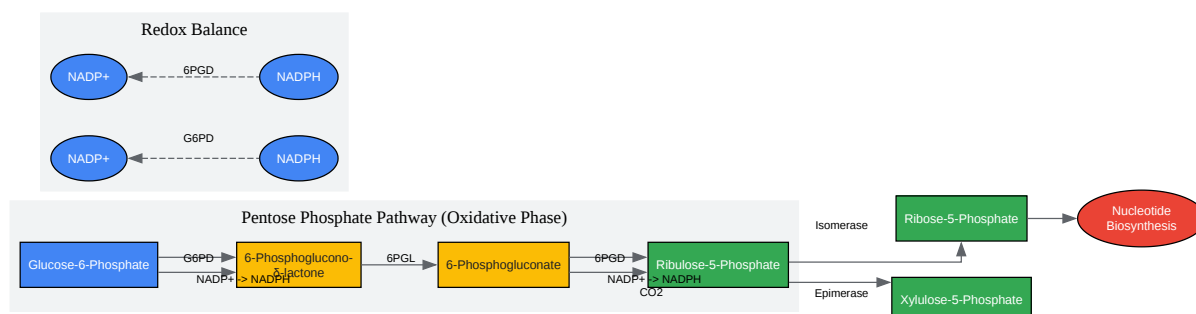 Redox Balance
NADP+
6PGD
NADPH
NADP+
G6PD
NADPH
Pentose Phosphate Pathway (Oxidative Phase)
Glucose-6-Phosphate
G6PD
NADP+ -> NADPH
6-Phosphoglucono-
δ-lactone
6PGL
6-Phosphogluconate
6PGD
NADP+ -> NADPH
CO2
Ribulose-5-Phosphate
Isomerase
Ribose-5-Phosphate
Nucleotide
Biosynthesis
Epimerase
Xylulose-5-Phosphate